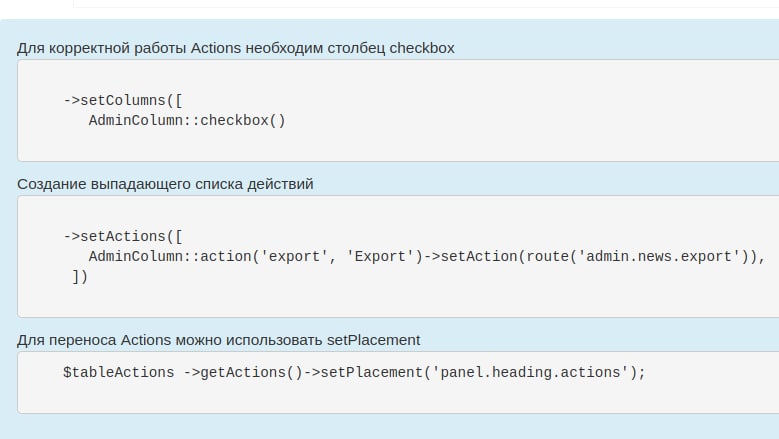 Для корректной работы Actions необходим столбец checkbox
->setColumns([
AdminColumn::checkbox()
Создание выпадающего списка действий
->setActions([
AdminColumn::action('export', 'Export')->setAction(route('admin.news.export')),
])
Для переноса Actions можно использовать setPlacement
$tableActions ->getActions()->setPlacement('panel.heading.actions');